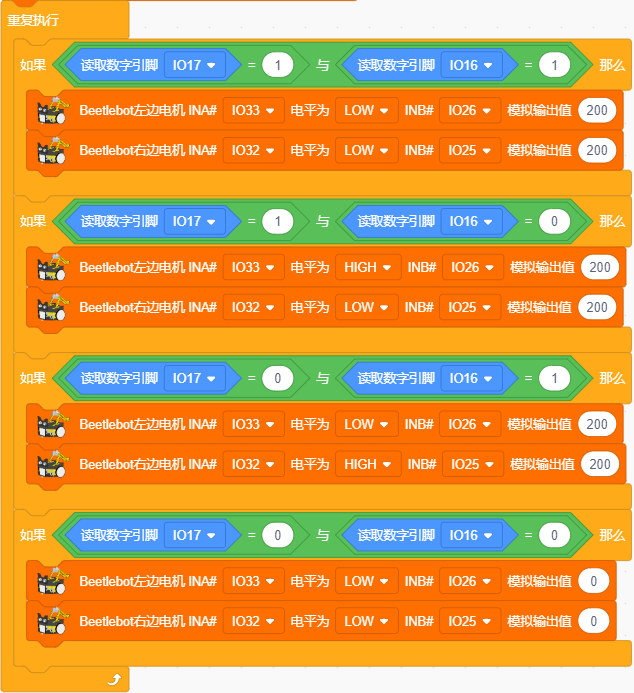 重复执行
如果 读取数字引脚 IO17 = 1 与 读取数字引脚 IO16 = 1 那么
Beetlebot左边电机 INA# IO33 电平为 LOW INB# IO26 模拟输出值 200
Beetlebot右边电机 INA# IO32 电平为 LOW INB# IO25 模拟输出值 200
如果 读取数字引脚 IO17 = 1 与 读取数字引脚 IO16 = 0 那么
Beetlebot左边电机 INA# IO33 电平为 HIGH INB# IO26 模拟输出值 200
Beetlebot右边电机 INA# IO32 电平为 LOW INB# IO25 模拟输出值 200
如果 读取数字引脚 IO17 = 0 与 读取数字引脚 IO16 = 1 那么
Beetlebot左边电机 INA# IO33 电平为 LOW INB# IO26 模拟输出值 200
Beetlebot右边电机 INA# IO32 电平为 HIGH INB# IO25 模拟输出值 200
如果 读取数字引脚 IO17 = 0 与 读取数字引脚 IO16 = 0 那么
Beetlebot左边电机 INA# IO33 电平为 LOW INB# IO26 模拟输出值 0
Beetlebot右边电机 INA# IO32 电平为 LOW INB# IO25 模拟输出值 0